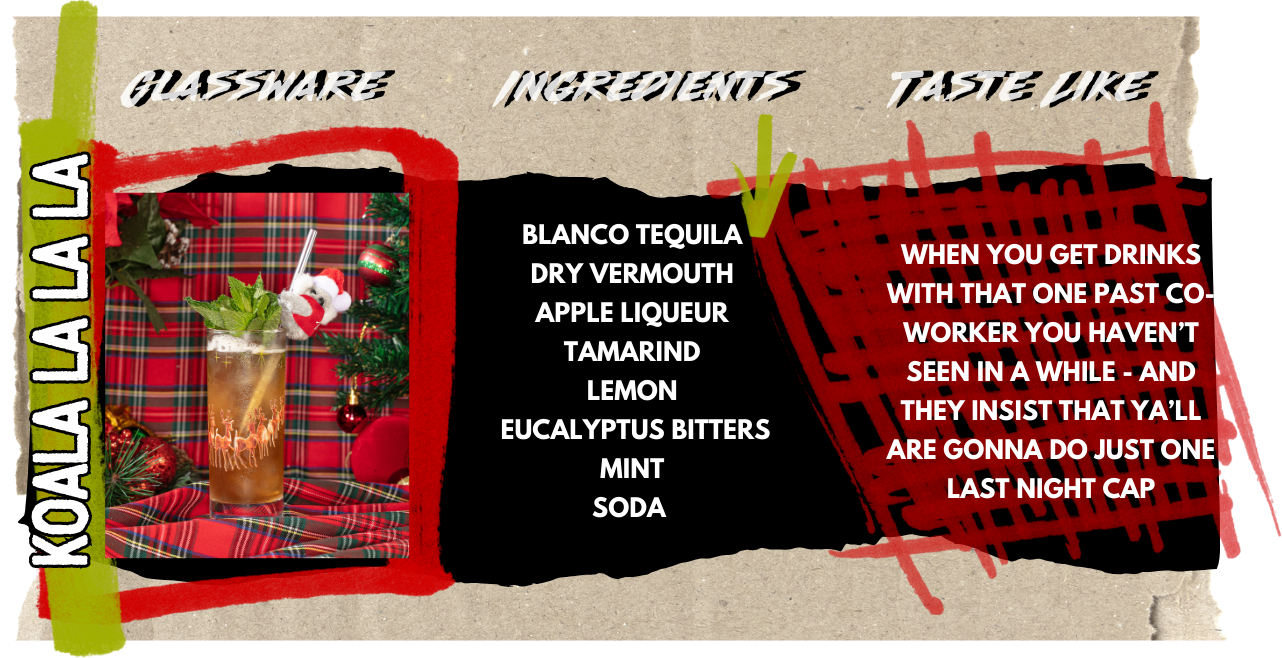 GLASSWARE
INGREDIENTS
TASTE LIKE
KOALA LA LA LA LA
BLANCO TEQUILA
DRY VERMOUTH
APPLE LIQUEUR
TAMARIND
LEMON
EUCALYPTUS BITTERS
MINT
SODA
WHEN YOU GET DRINKS
WITH THAT ONE PAST CO-
WORKER YOU HAVEN’T
SEEN IN A WHILE - AND
THEY INSIST THAT YA’LL
ARE GONNA DO JUST ONE
LAST NIGHT CAP